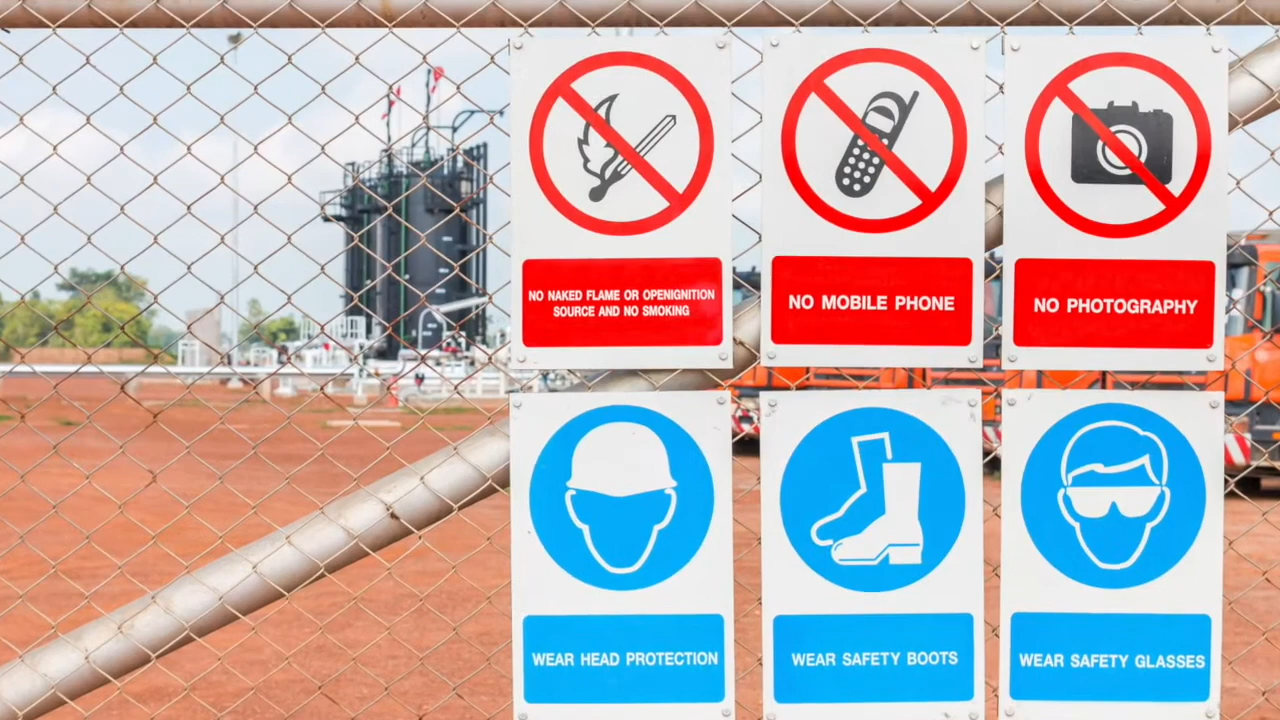 NO NAKED FLAME OR OPENIGNITION
SOURCE AND NO SMOKING
NO MOBILE PHONE
NO PHOTOGRAPHY
WEAR HEAD PROTECTION
WEAR SAFETY BOOTS
WEAR SAFETY GLASSES